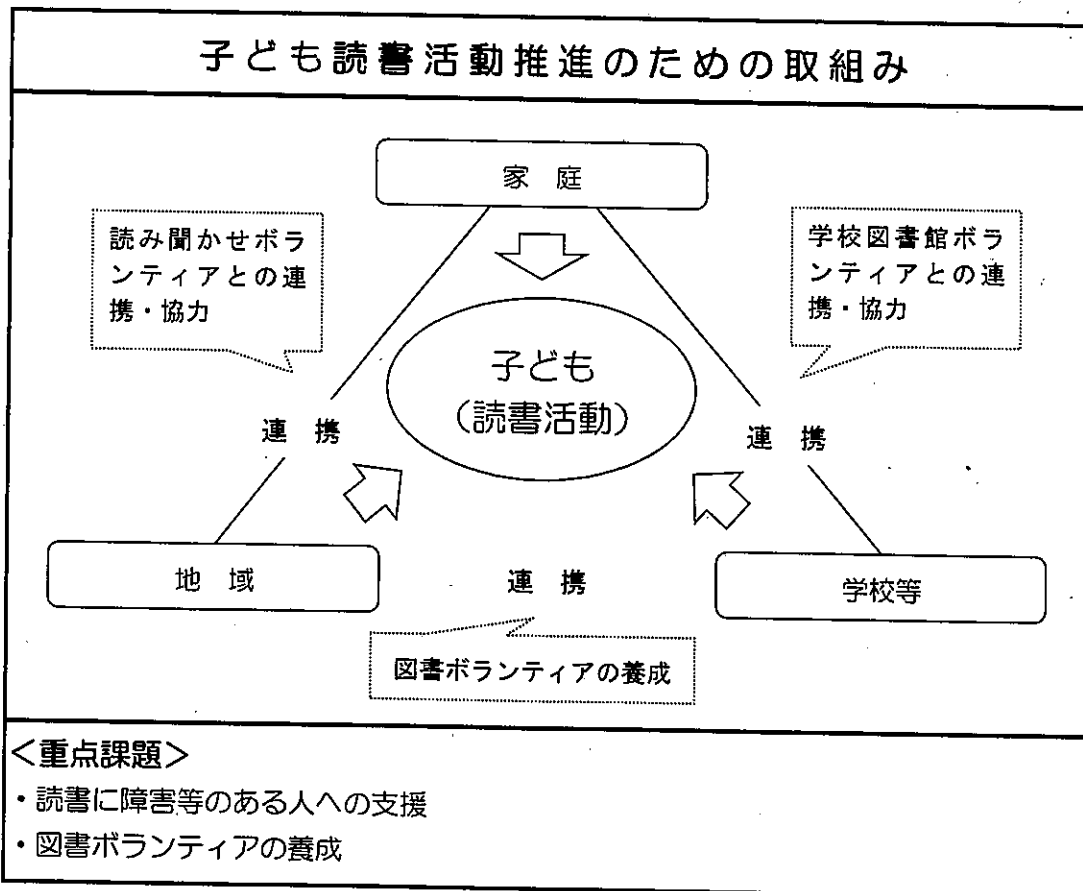 子ども読書活動推進のための取組み
家 庭
読み聞かせボラ
ンティアとの連
携・協力
学校図書館ボラ
ンティアとの連
携・協力
子ども
(読書活動)
連 携
連 携
地 域
連 携
学校等
図書ボランティアの養成
<重点課題>
・読書に障害等のある人への支援
・図書ボランティアの養成